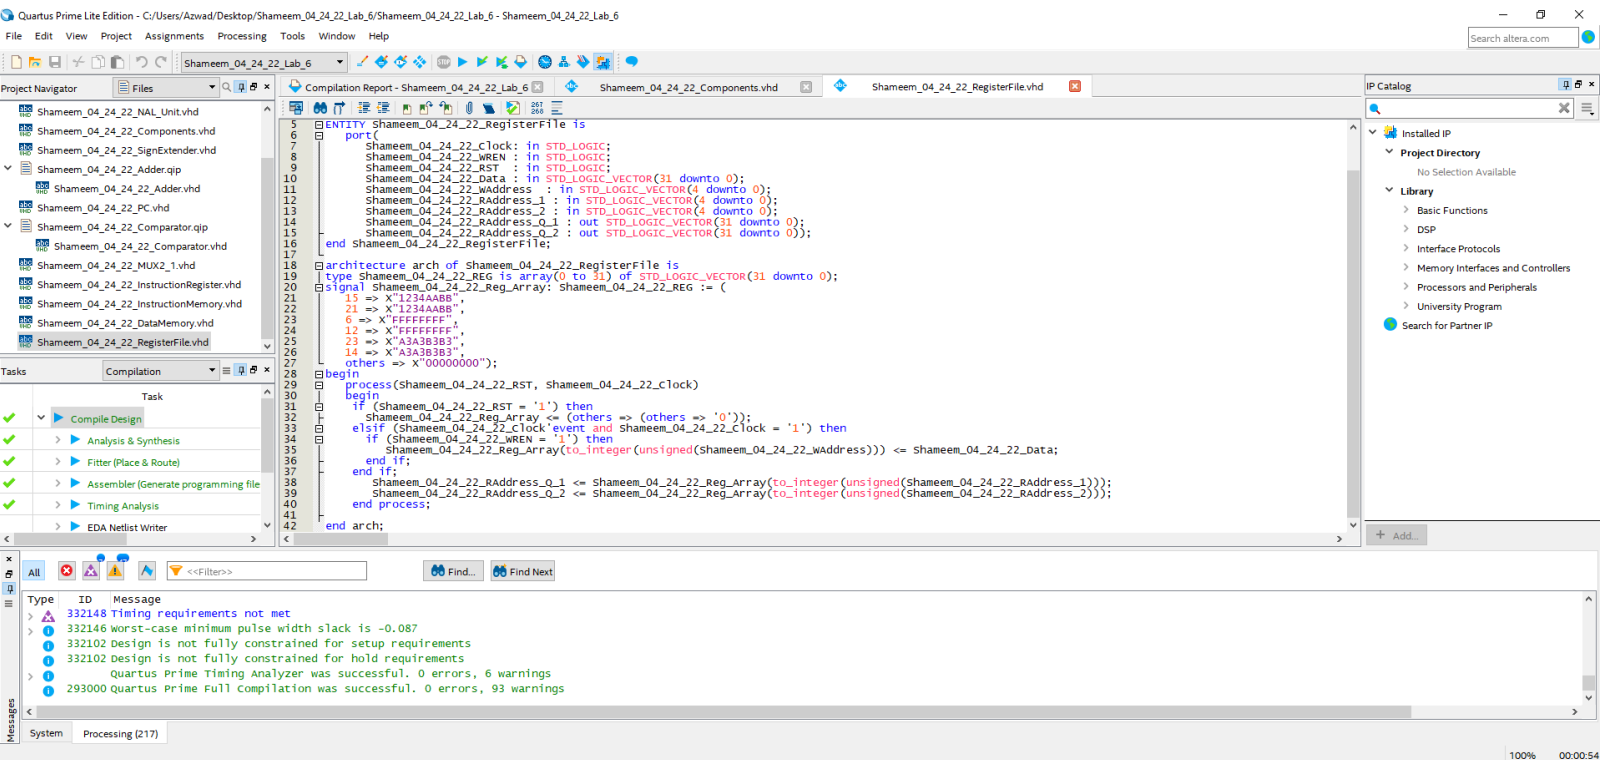 Quartus Prime Lite Edition - C:/Users/Azwad/Desktop/Shameem_04_24_22_Lab_6/Shameem_04_24_22_Lab_6 - Shameem_04_24_22_Lab_6
File Edit View Project Assignments Processing Tools Window Help
Search altera.com
Shameem_04_24_22_Lab_6
Project Navigator Files
Shameem_04_24_22_NAL_Unit.vhd
Shameem_04_24_22_Components.vhd
Shameem_04_24_22_SignExtender.vhd
Shameem_04_24_22_Adder.qip
Shameem_04_24_22_Adder.vhd
Shameem_04_24_22_PC.vhd
Shameem_04_24_22_Comparator.qip
Shameem_04_24_22_Comparator.vhd
Shameem_04_24_22_MUX2_1.vhd
Shameem_04_24_22_InstructionRegister.vhd
Shameem_04_24_22_InstructionMemory.vhd
Shameem_04_24_22_DataMemory.vhd
Shameem_04_24_22_RegisterFile.vhd
Tasks Compilation
Task
Compile Design
Analysis & Synthesis
Fitter (Place & Route)
Assembler (Generate programming file
Timing Analysis
EDA Netlist Writer
Compilation Report - Shameem_04_24_22_Lab_6 Shameem_04_24_22_Components.vhd Shameem_04_24_22_RegisterFile.vhd
267
268
5 ENTITY Shameem_04_24_22_RegisterFile is
6 port(
7 Shameem_04_24_22_Clock: in STD_LOGIC;
8 Shameem_04_24_22_WREN : in STD_LOGIC;
9 Shameem_04_24_22_RST : in STD_LOGIC;
10 Shameem_04_24_22_Data : in STD_LOGIC_VECTOR(31 downto 0);
11 Shameem_04_24_22_WAddress : in STD_LOGIC_VECTOR(4 downto 0);
12 Shameem_04_24_22_RAddress_1 : in STD_LOGIC_VECTOR(4 downto 0);
13 Shameem_04_24_22_RAddress_2 : in STD_LOGIC_VECTOR(4 downto 0);
14 Shameem_04_24_22_RAddress_Q_1 : out STD_LOGIC_VECTOR(31 downto 0);
15 Shameem_04_24_22_RAddress_Q_2 : out STD_LOGIC_VECTOR(31 downto 0));
16 end Shameem_04_24_22_RegisterFile;
17
18 architecture arch of Shameem_04_24_22_RegisterFile is
19 type Shameem_04_24_22_REG is array(0 to 31) of STD_LOGIC_VECTOR(31 downto 0);
20 signal Shameem_04_24_22_Reg_Array: Shameem_04_24_22_REG := (
21 15 => X"1234AABB",
22 21 => X"1234AABB",
23 6 => X"FFFFFFFF",
24 12 => X"FFFFFFFF",
25 23 => X"A3A3B3B3",
26 14 => X"A3A3B3B3",
27 others => X"00000000");
28 begin
29 process(Shameem_04_24_22_RST, Shameem_04_24_22_Clock)
30 begin
31 if (Shameem_04_24_22_RST = '1') then
32 Shameem_04_24_22_Reg_Array <= (others => (others => '0'));
33 elsif (Shameem_04_24_22_Clock'event and Shameem_04_24_22_Clock = '1') then
34 if (Shameem_04_24_22_WREN = '1') then
35 Shameem_04_24_22_Reg_Array(to_integer(unsigned(Shameem_04_24_22_WAddress))) <= Shameem_04_24_22_Data;
36 end if;
37 end if;
38 Shameem_04_24_22_RAddress_Q_1 <= Shameem_04_24_22_Reg_Array(to_integer(unsigned(Shameem_04_24_22_RAddress_1)));
39 Shameem_04_24_22_RAddress_Q_2 <= Shameem_04_24_22_Reg_Array(to_integer(unsigned(Shameem_04_24_22_RAddress_2)));
40 end process;
41
42 end arch;
IP Catalog
Installed IP
Project Directory
No Selection Available
Library
Basic Functions
DSP
Interface Protocols
Memory Interfaces and Controllers
Processors and Peripherals
University Program
Search for Partner IP
+ Add...
All <<Filter>> Find... Find Next
Type ID Message
332148 Timing requirements not met
332146 Worst-case minimum pulse width slack is -0.087
332102 Design is not fully constrained for setup requirements
332102 Design is not fully constrained for hold requirements
Quartus Prime Timing Analyzer was successful. 0 errors, 6 warnings
293000 Quartus Prime Full Compilation was successful. 0 errors, 93 warnings
Messages
System Processing (217)
100% 00:00:54